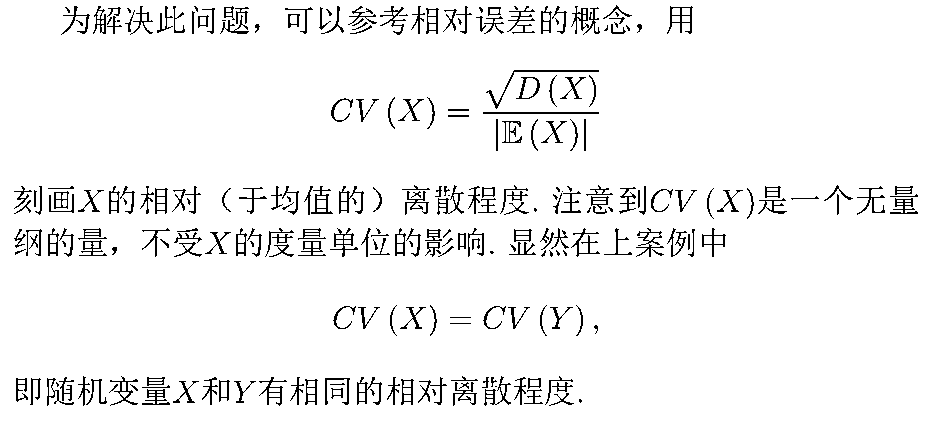 为解决此问题，可以参考相对误差的概念，用
CV (X) = √D (X) / |𝔼 (X)|
刻画X的相对（于均值的）离散程度. 注意到CV (X)是一个无量
纲的量，不受X的度量单位的影响. 显然在上案例中
CV (X) = CV (Y) ,
即随机变量X和Y有相同的相对离散程度.